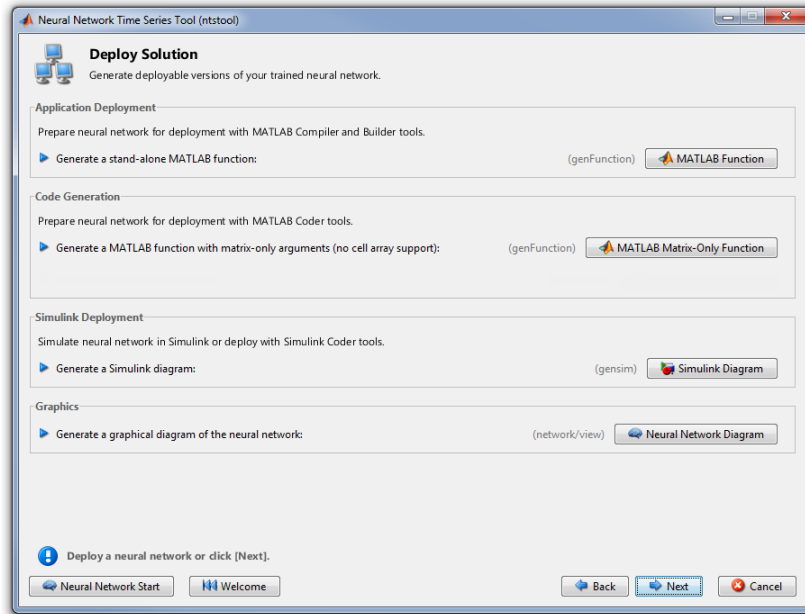 Neural Network Time Series Tool (ntstool)
Deploy Solution
Generate deployable versions of your trained neural network.
Application Deployment
Prepare neural network for deployment with MATLAB Compiler and Builder tools.
Generate a stand-alone MATLAB function: (genFunction) MATLAB Function
Code Generation
Prepare neural network for deployment with MATLAB Coder tools.
Generate a MATLAB function with matrix-only arguments (no cell array support): (genFunction) MATLAB Matrix-Only Function
Simulink Deployment
Simulate neural network in Simulink or deploy with Simulink Coder tools.
Generate a Simulink diagram: (gensim) Simulink Diagram
Graphics
Generate a graphical diagram of the neural network: (network/view) Neural Network Diagram
Deploy a neural network or click [Next].
Neural Network Start Welcome Back Next Cancel